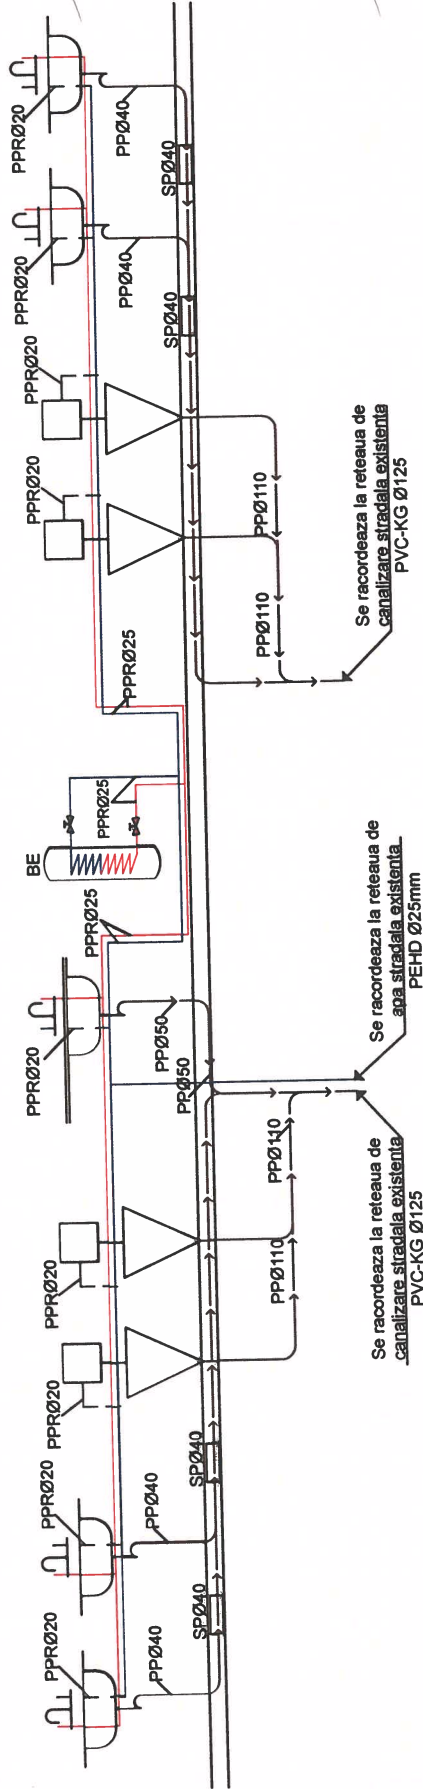 PPRØ20
PPRØ20
PPRØ20
PPRØ20
PPRØ20
BE
PPRØ20
PPRØ20
PPRØ20
PPRØ20
PPRØ25
PPRØ25
PPRØ25
PPØ40
PPØ40
PPØ50
PPØ50
PPØ40
PPØ40
SPØ40
SPØ40
SPØ40
SPØ40
PPØ110
PPØ110
PPØ110
PPØ110
Se racordeaza la reteaua de
canalizare stradala existenta
PVC-KG Ø125
Se racordeaza la reteaua de
apa stradala existenta
PEHD Ø25mm
Se racordeaza la reteaua de
canalizare stradala existenta
PVC-KG Ø125